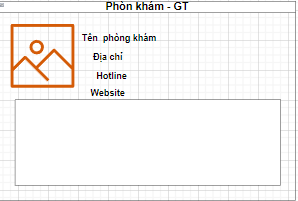 Phòn khám - GT
Tên phòng khám
Địa chỉ
Hotline
Website